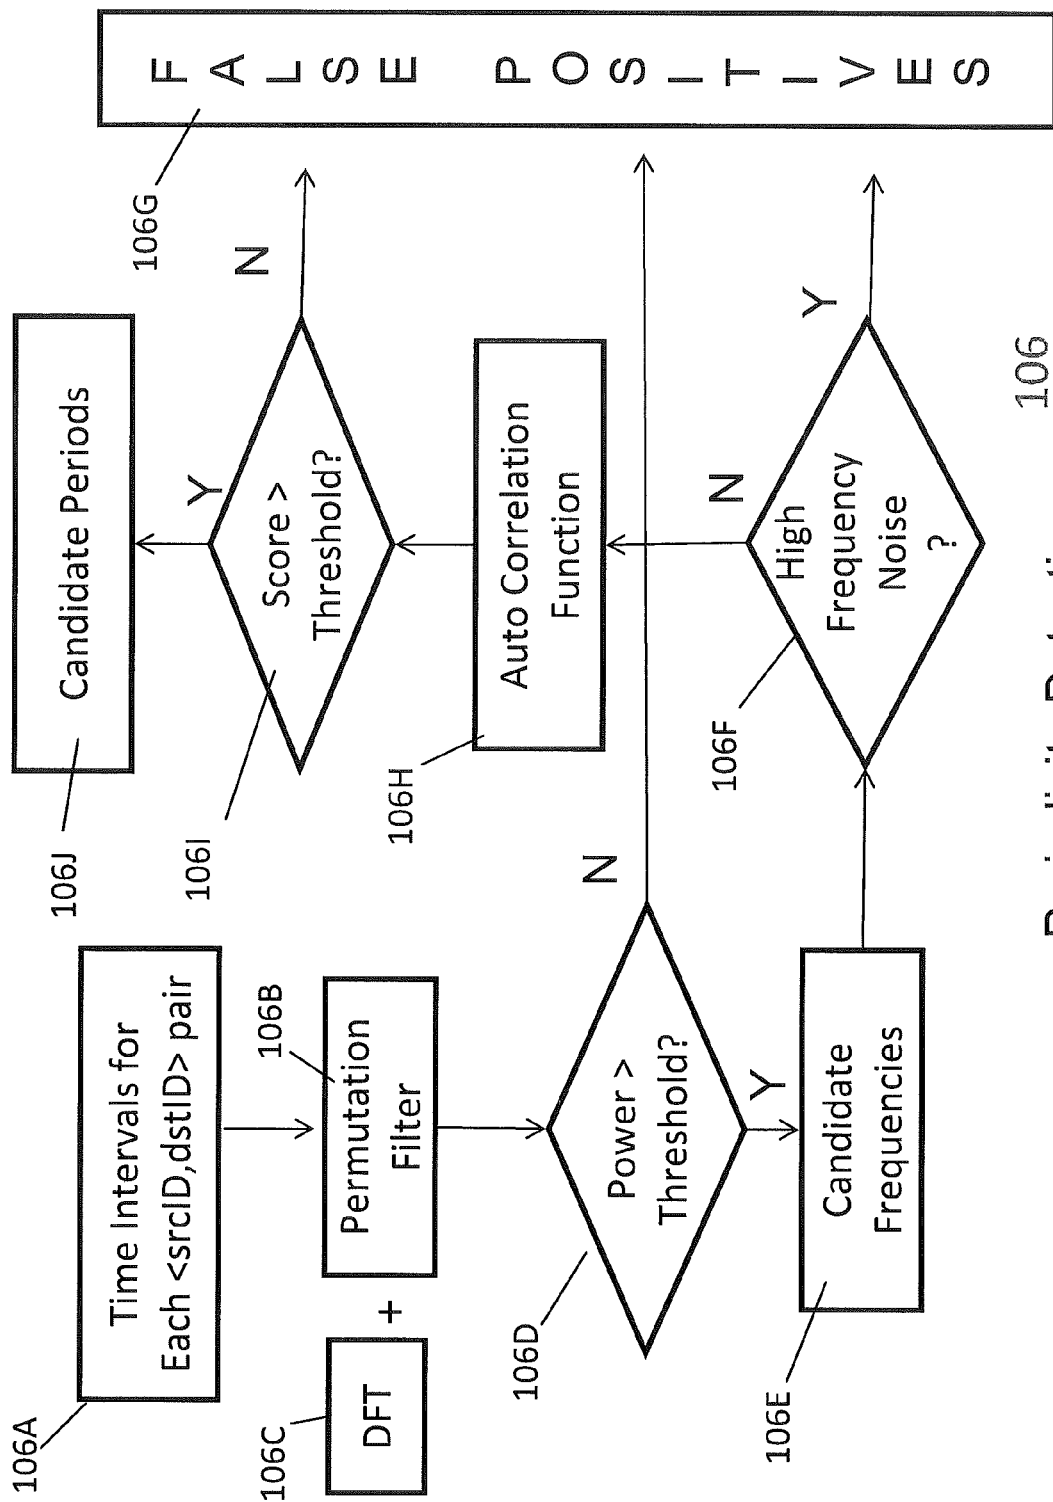 106A
Time Intervals for
Each <srcID,dstID> pair
106C
DFT
+
106B
Permutation
Filter
106D
Power >
Threshold?
N
Y
106E
Candidate
Frequencies
106F
High
Frequency
Noise
?
Y
N
106H
Auto Correlation
Function
106I
Score >
Threshold?
N
Y
106J
Candidate Periods
106G
FALSE POSITIVES
106